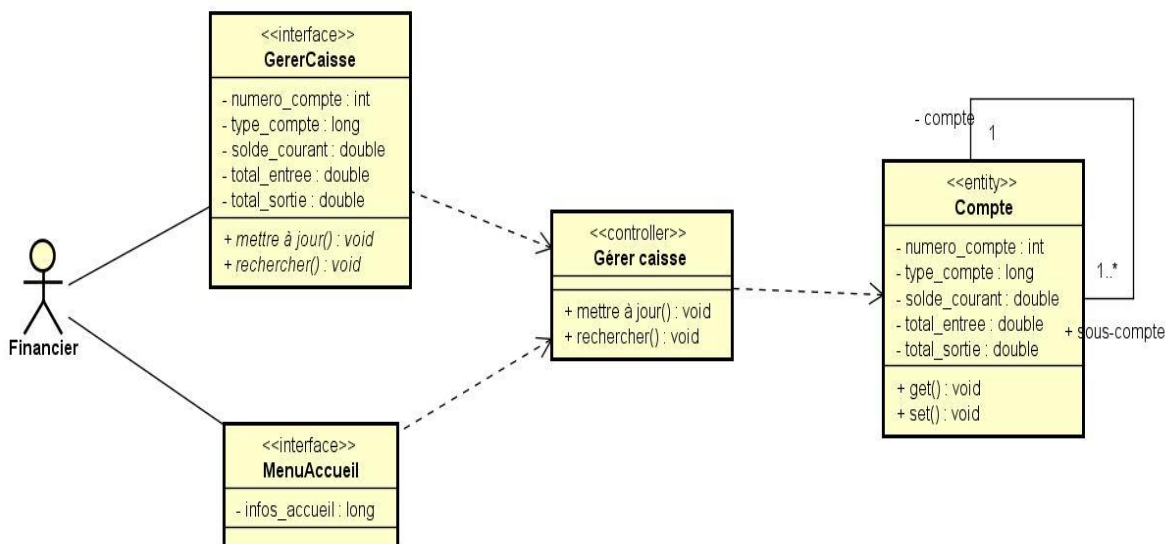 <<interface>>
GererCaisse
- numero_compte : int
- type_compte : long
- solde_courant : double
- total_entree : double
- total_sortie : double
+ mettre à jour() : void
+ rechercher() : void
Financier
<<interface>>
MenuAccueil
- infos_accueil : long
<<controller>>
Gérer caisse
+ mettre à jour() : void
+ rechercher() : void
- compte
1
<<entity>>
Compte
- numero_compte : int
- type_compte : long
- solde_courant : double
- total_entree : double
- total_sortie : double
+ get() : void
+ set() : void
1..*
+ sous-compte